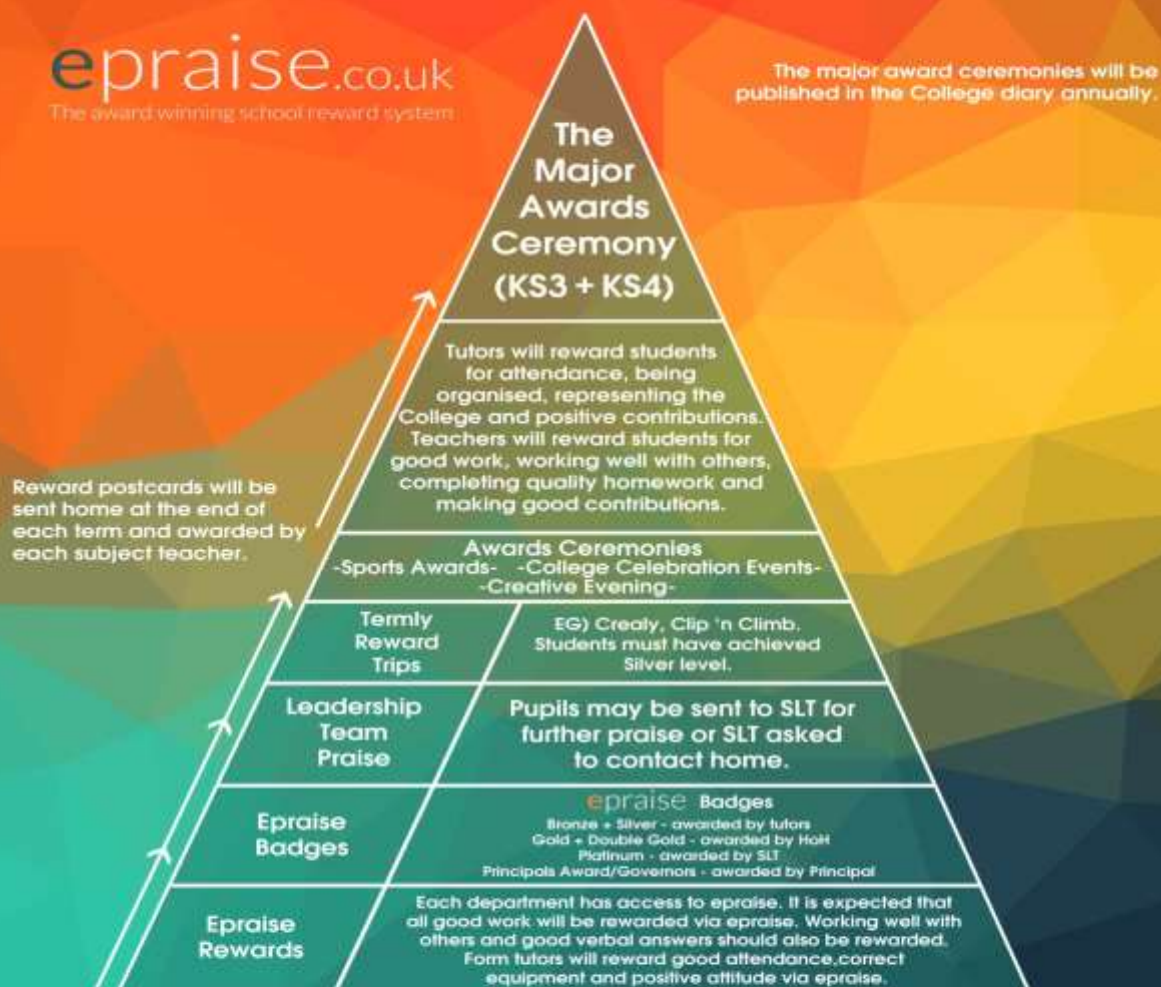 epraise.co.uk
The award winning school reward system
The major award ceremonies will be
published in the College diary annually.
The
Major
Awards
Ceremony
(KS3 + KS4)
Tutors will reward students
for attendance, being
organised, representing the
College and positive contributions.
Teachers will reward students for
good work, working well with others,
completing quality homework and
making good contributions.
Reward postcards will be
sent home at the end of
each term and awarded by
each subject teacher.
Awards Ceremonies
-Sports Awards- -College Celebration Events-
-Creative Evening-
Termly
Reward
Trips
EG) Crealy, Clip 'n Climb.
Students must have achieved
Silver level.
Leadership
Team
Praise
Pupils may be sent to SLT for
further praise or SLT asked
to contact home.
Epraise
Badges
epraise Badges
Bronze + Silver - awarded by tutors
Gold + Double Gold - awarded by HoH
Platinum - awarded by SLT
Principals Award/Governors - awarded by Principal
Epraise
Rewards
Each department has access to epraise. It is expected that
all good work will be rewarded via epraise. Working well with
others and good verbal answers should also be rewarded.
Form tutors will reward good attendance,correct
equipment and positive attitude via epraise.